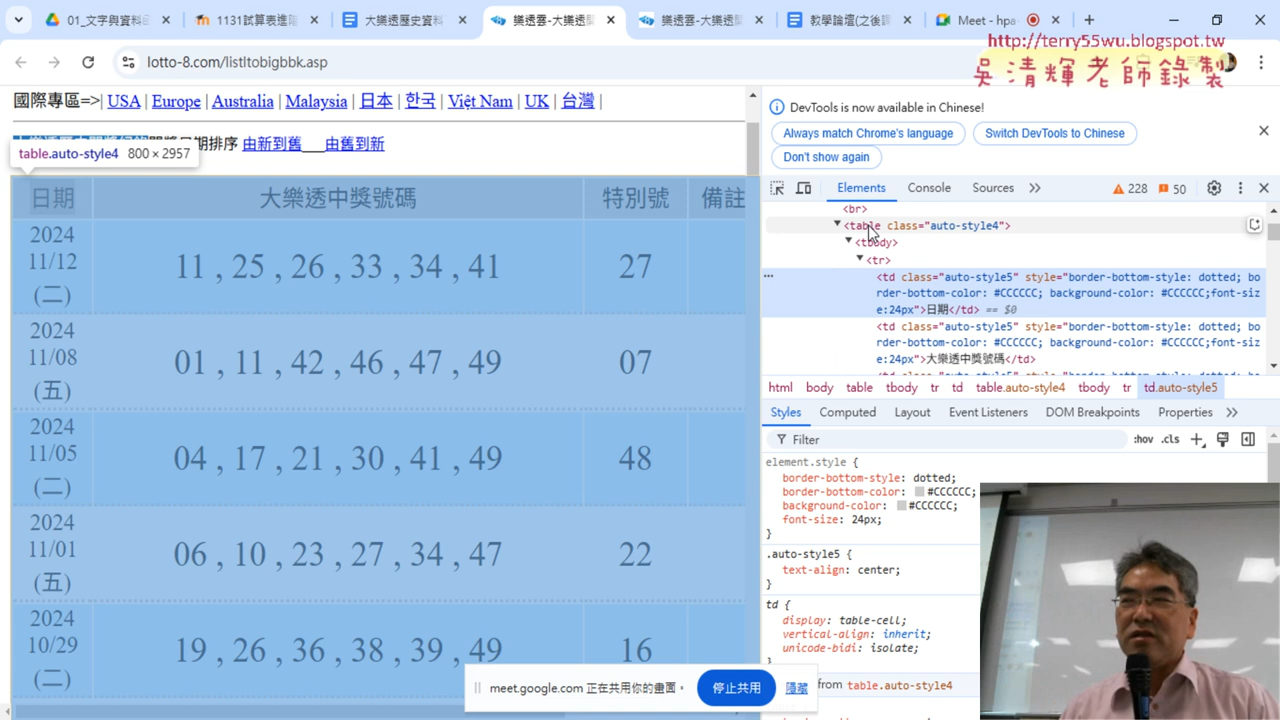 01_文字與資料函
1131試算表進階
大樂透歷史資料
樂透雲-大樂透開
樂透雲-大樂透開
教學論壇(之後課
Meet - hpa
http://terry55wu.blogspot.tw
吳清輝老師錄製
lotto-8.com/listltobigbbk.asp
國際專區=>| USA | Europe | Australia | Malaysia | 日本 | 한국 | Việt Nam | UK | 台灣 |
開獎日期排序 由新到舊___由舊到新
table.auto-style4 800 × 2957
日期 大樂透中獎號碼 特別號 備註
2024
11/12
(二)
11 , 25 , 26 , 33 , 34 , 41
27
2024
11/08
(五)
01 , 11 , 42 , 46 , 47 , 49
07
2024
11/05
(二)
04 , 17 , 21 , 30 , 41 , 49
48
2024
11/01
(五)
06 , 10 , 23 , 27 , 34 , 47
22
2024
10/29
(二)
19 , 26 , 36 , 38 , 39 , 49
16
meet.google.com 正在共用你的畫面。 停止共用 隱藏
DevTools is now available in Chinese!
Always match Chrome's language Switch DevTools to Chinese
Don't show again
Elements Console Sources 228 50
<br>
<table class="auto-style4">
<tbody>
<tr>
<td class="auto-style5" style="border-bottom-style: dotted; bo
rder-bottom-color: #CCCCCC; background-color: #CCCCCC;font-siz
e:24px">日期</td> == $0
<td class="auto-style5" style="border-bottom-style: dotted; bo
rder-bottom-color: #CCCCCC; background-color: #CCCCCC;font-siz
e:24px">大樂透中獎號碼</td>
html body table tbody tr td table.auto-style4 tbody tr td.auto-style5
Styles Computed Layout Event Listeners DOM Breakpoints Properties
Filter :hov .cls
element.style {
border-bottom-style: dotted;
border-bottom-color: #CCCCCC;
background-color: #CCCCCC;
font-size: 24px;
}
.auto-style5 {
text-align: center;
}
td {
display: table-cell;
vertical-align: inherit;
unicode-bidi: isolate;
}
from table.auto-style4